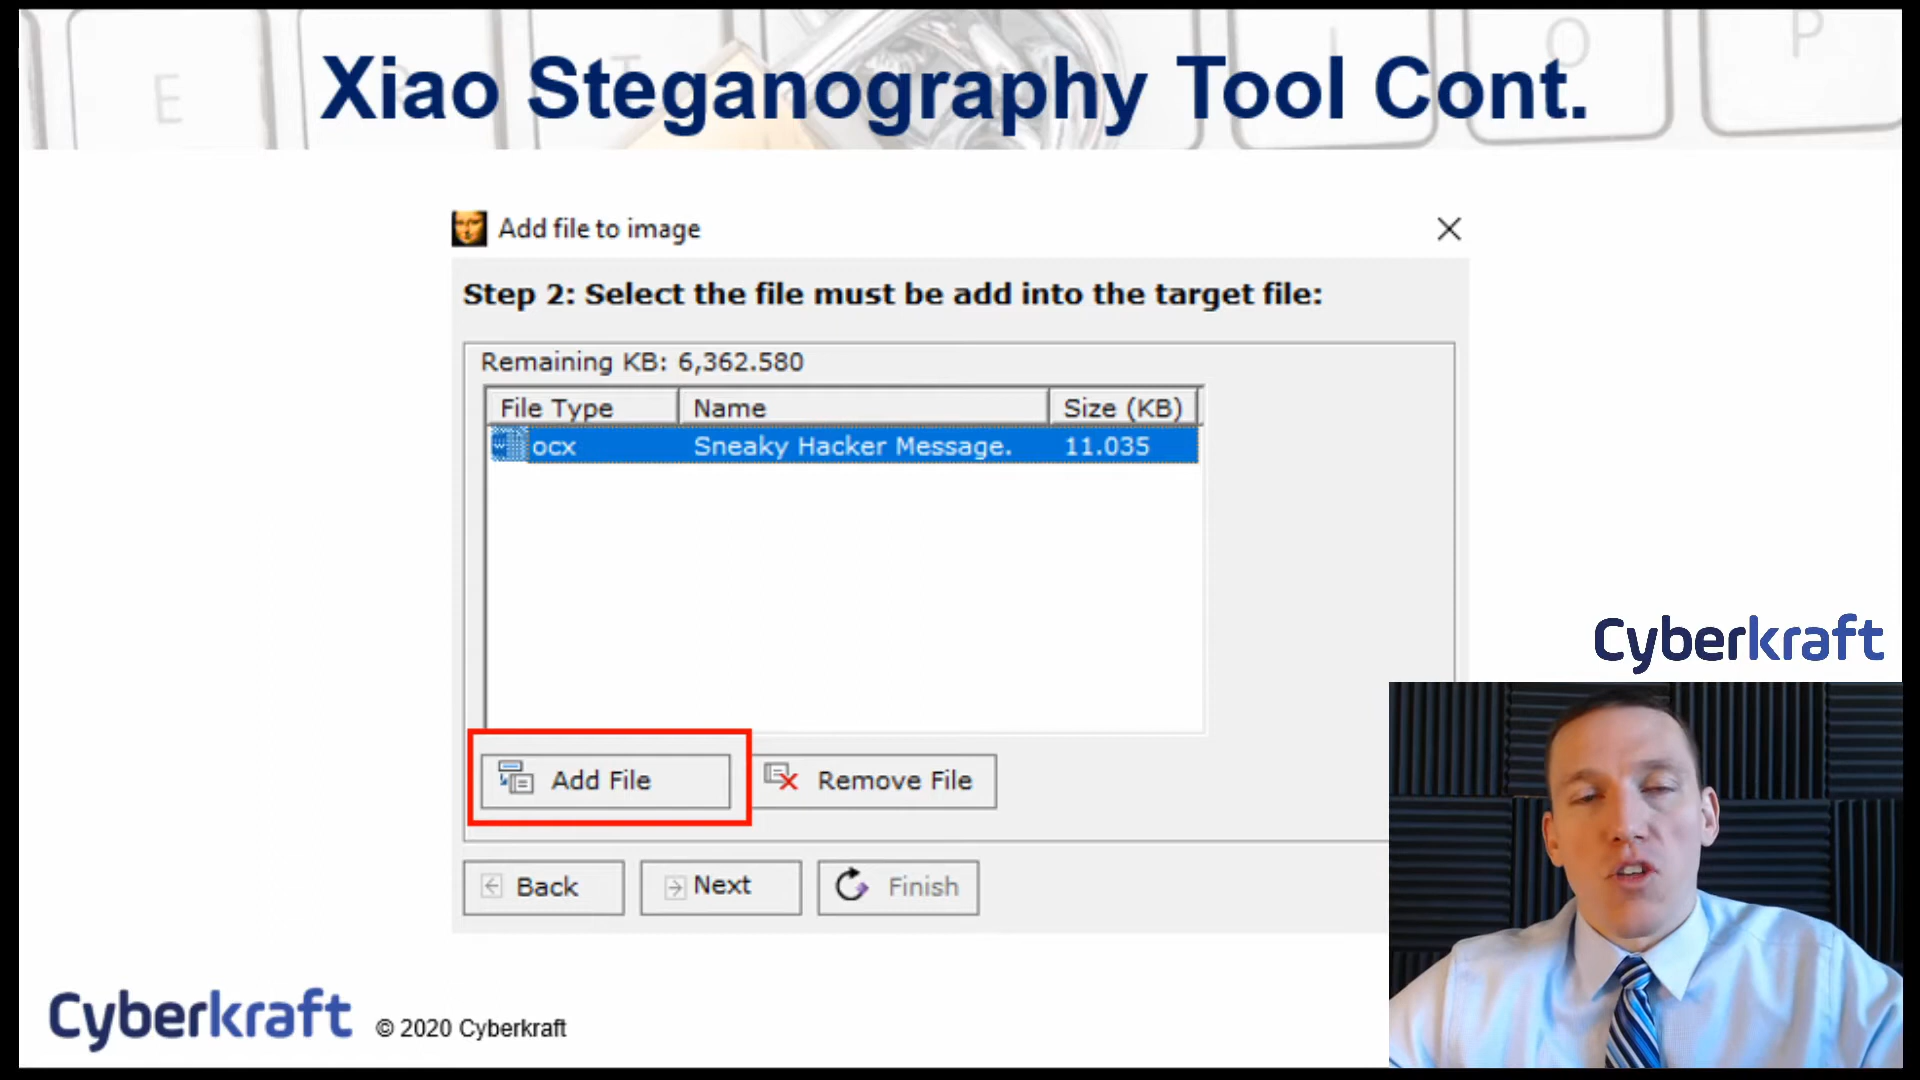 Xiao Steganography Tool Cont.
Add file to image
Step 2: Select the file must be add into the target file:
Remaining KB: 6,362.580
File Type Name Size (KB)
ocx Sneaky Hacker Message. 11.035
Cyberkraft
Add File Remove File
Back Next Finish
Cyberkraft © 2020 Cyberkraft